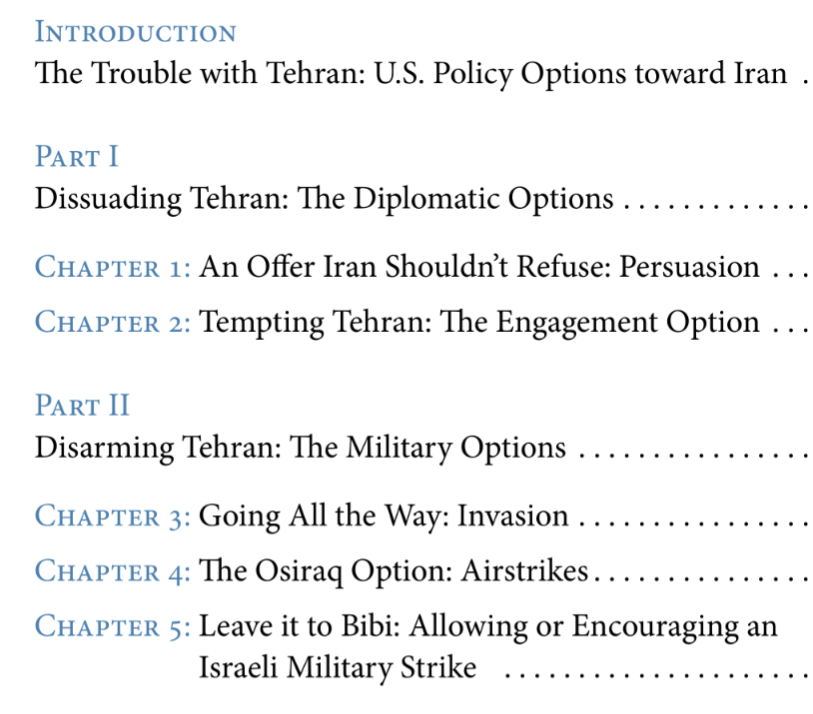 INTRODUCTION
The Trouble with Tehran: U.S. Policy Options toward Iran .
PART I
Dissuading Tehran: The Diplomatic Options . . . . . . . . . . . . .
CHAPTER 1: An Offer Iran Shouldn’t Refuse: Persuasion . . .
CHAPTER 2: Tempting Tehran: The Engagement Option . . .
PART II
Disarming Tehran: The Military Options . . . . . . . . . . . . . . . .
CHAPTER 3: Going All the Way: Invasion . . . . . . . . . . . . . . . .
CHAPTER 4: The Osiraq Option: Airstrikes . . . . . . . . . . . . . . .
CHAPTER 5: Leave it to Bibi: Allowing or Encouraging an
Israeli Military Strike . . . . . . . . . . . . . . . . . . . . .